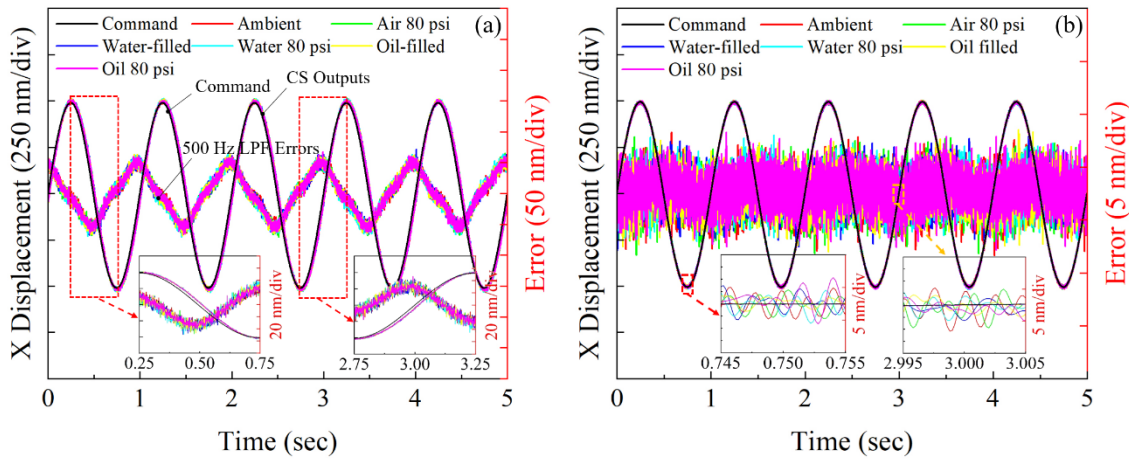 Command Ambient Air 80 psi (a)
Water-filled Water 80 psi Oil-filled
Oil 80 psi
CS Outputs
Command
500 Hz LPF Errors
X Displacement (250 nm/div)
Error (50 nm/div)
20 nm/div
0.25 0.50 0.75
20 nm/div
2.75 3.00 3.25
0 1 2 3 4 5
Time (sec)
Command Ambient Air 80 psi
Water-filled Water 80 psi Oil filled (b)
Oil 80 psi
X Displacement (250 nm/div)
Error (5 nm/div)
5 nm/div
0.745 0.750 0.755
5 nm/div
2.995 3.000 3.005
0 1 2 3 4 5
Time (sec)